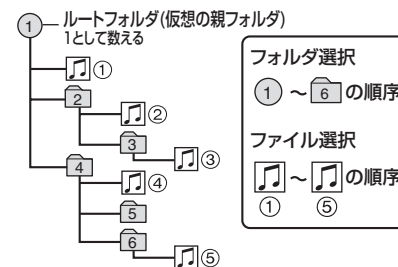 ① ルートフォルダ(仮想の親フォルダ)
1として数える
①
2
②
3
③
4
④
5
6
⑤
フォルダ選択
① ～ 6 の順序
ファイル選択
～ の順序
① ⑤